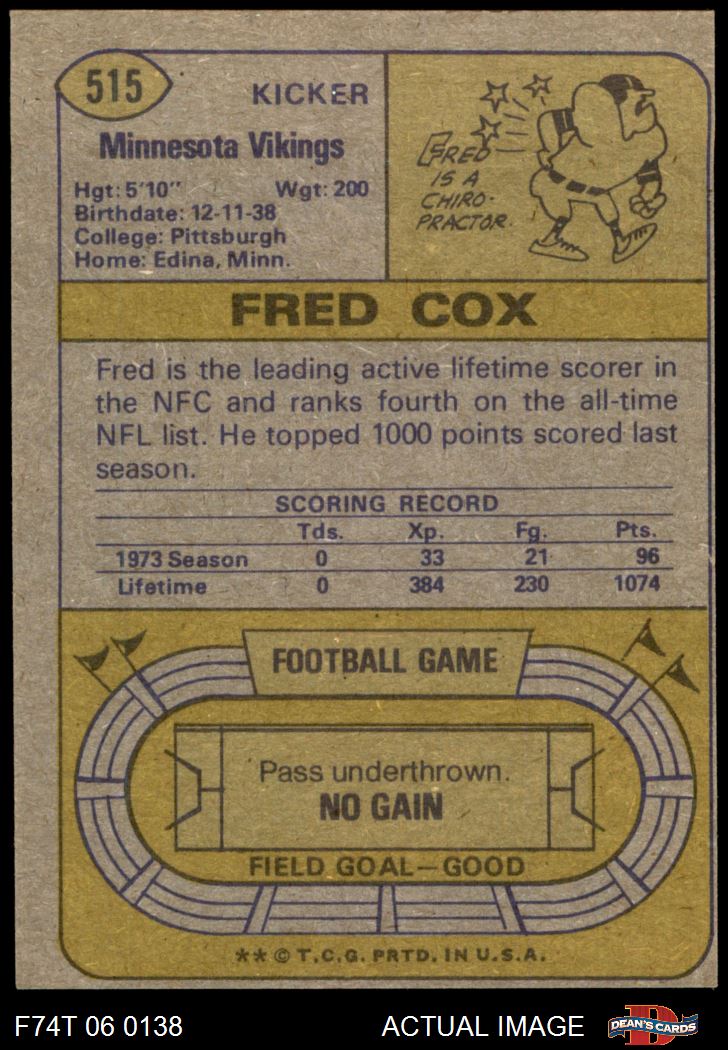 515
KICKER
Minnesota Vikings
Hgt: 5'10" Wgt: 200
Birthdate: 12-11-38
College: Pittsburgh
Home: Edina, Minn.
FRED
IS A
CHIRO-
PRACTOR.
FRED COX
Fred is the leading active lifetime scorer in
the NFC and ranks fourth on the all-time
NFL list. He topped 1000 points scored last
season.
SCORING RECORD
Tds. Xp. Fg. Pts.
1973 Season 0 33 21 96
Lifetime 0 384 230 1074
FOOTBALL GAME
Pass underthrown.
NO GAIN
FIELD GOAL—GOOD
**© T.C.G. PRTD. IN U.S.A.
F74T 06 0138 ACTUAL IMAGE
D
DEAN'S CARDS